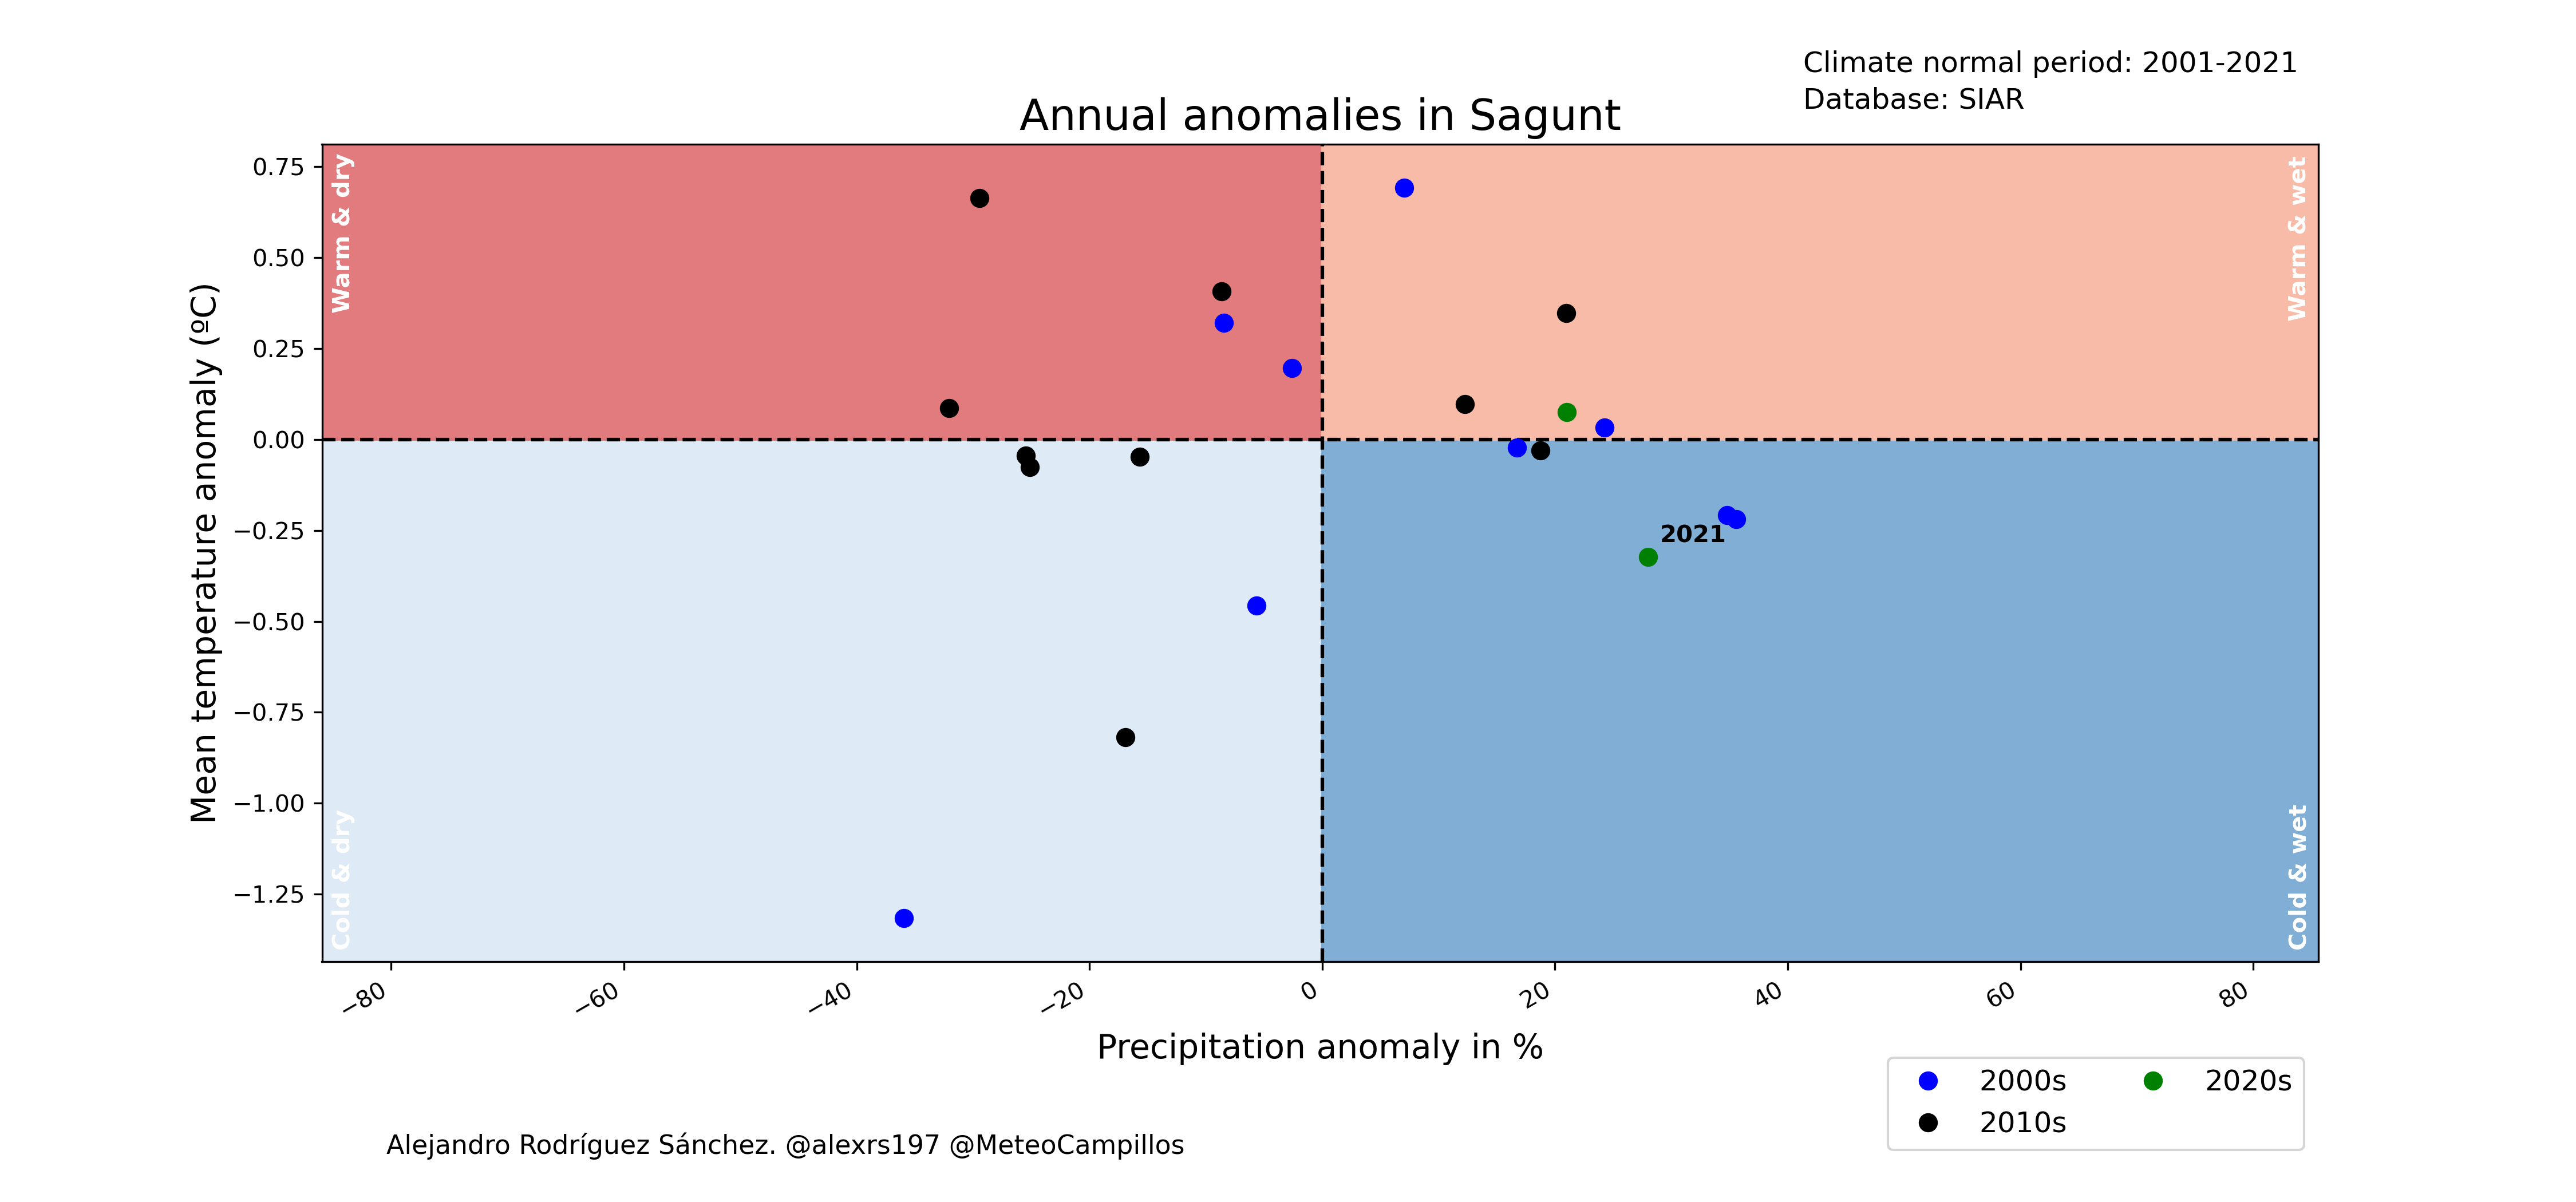 Climate normal period: 2001-2021
Database: SIAR
Annual anomalies in Sagunt
Mean temperature anomaly (ºC)
0.75
0.50
0.25
0.00
−0.25
−0.50
−0.75
−1.00
−1.25
Warm & dry
Warm & wet
2021
Cold & dry
Cold & wet
−80
−60
−40
−20
0
20
40
60
80
Precipitation anomaly in %
2000s
2010s
2020s
Alejandro Rodríguez Sánchez. @alexrs197 @MeteoCampillos